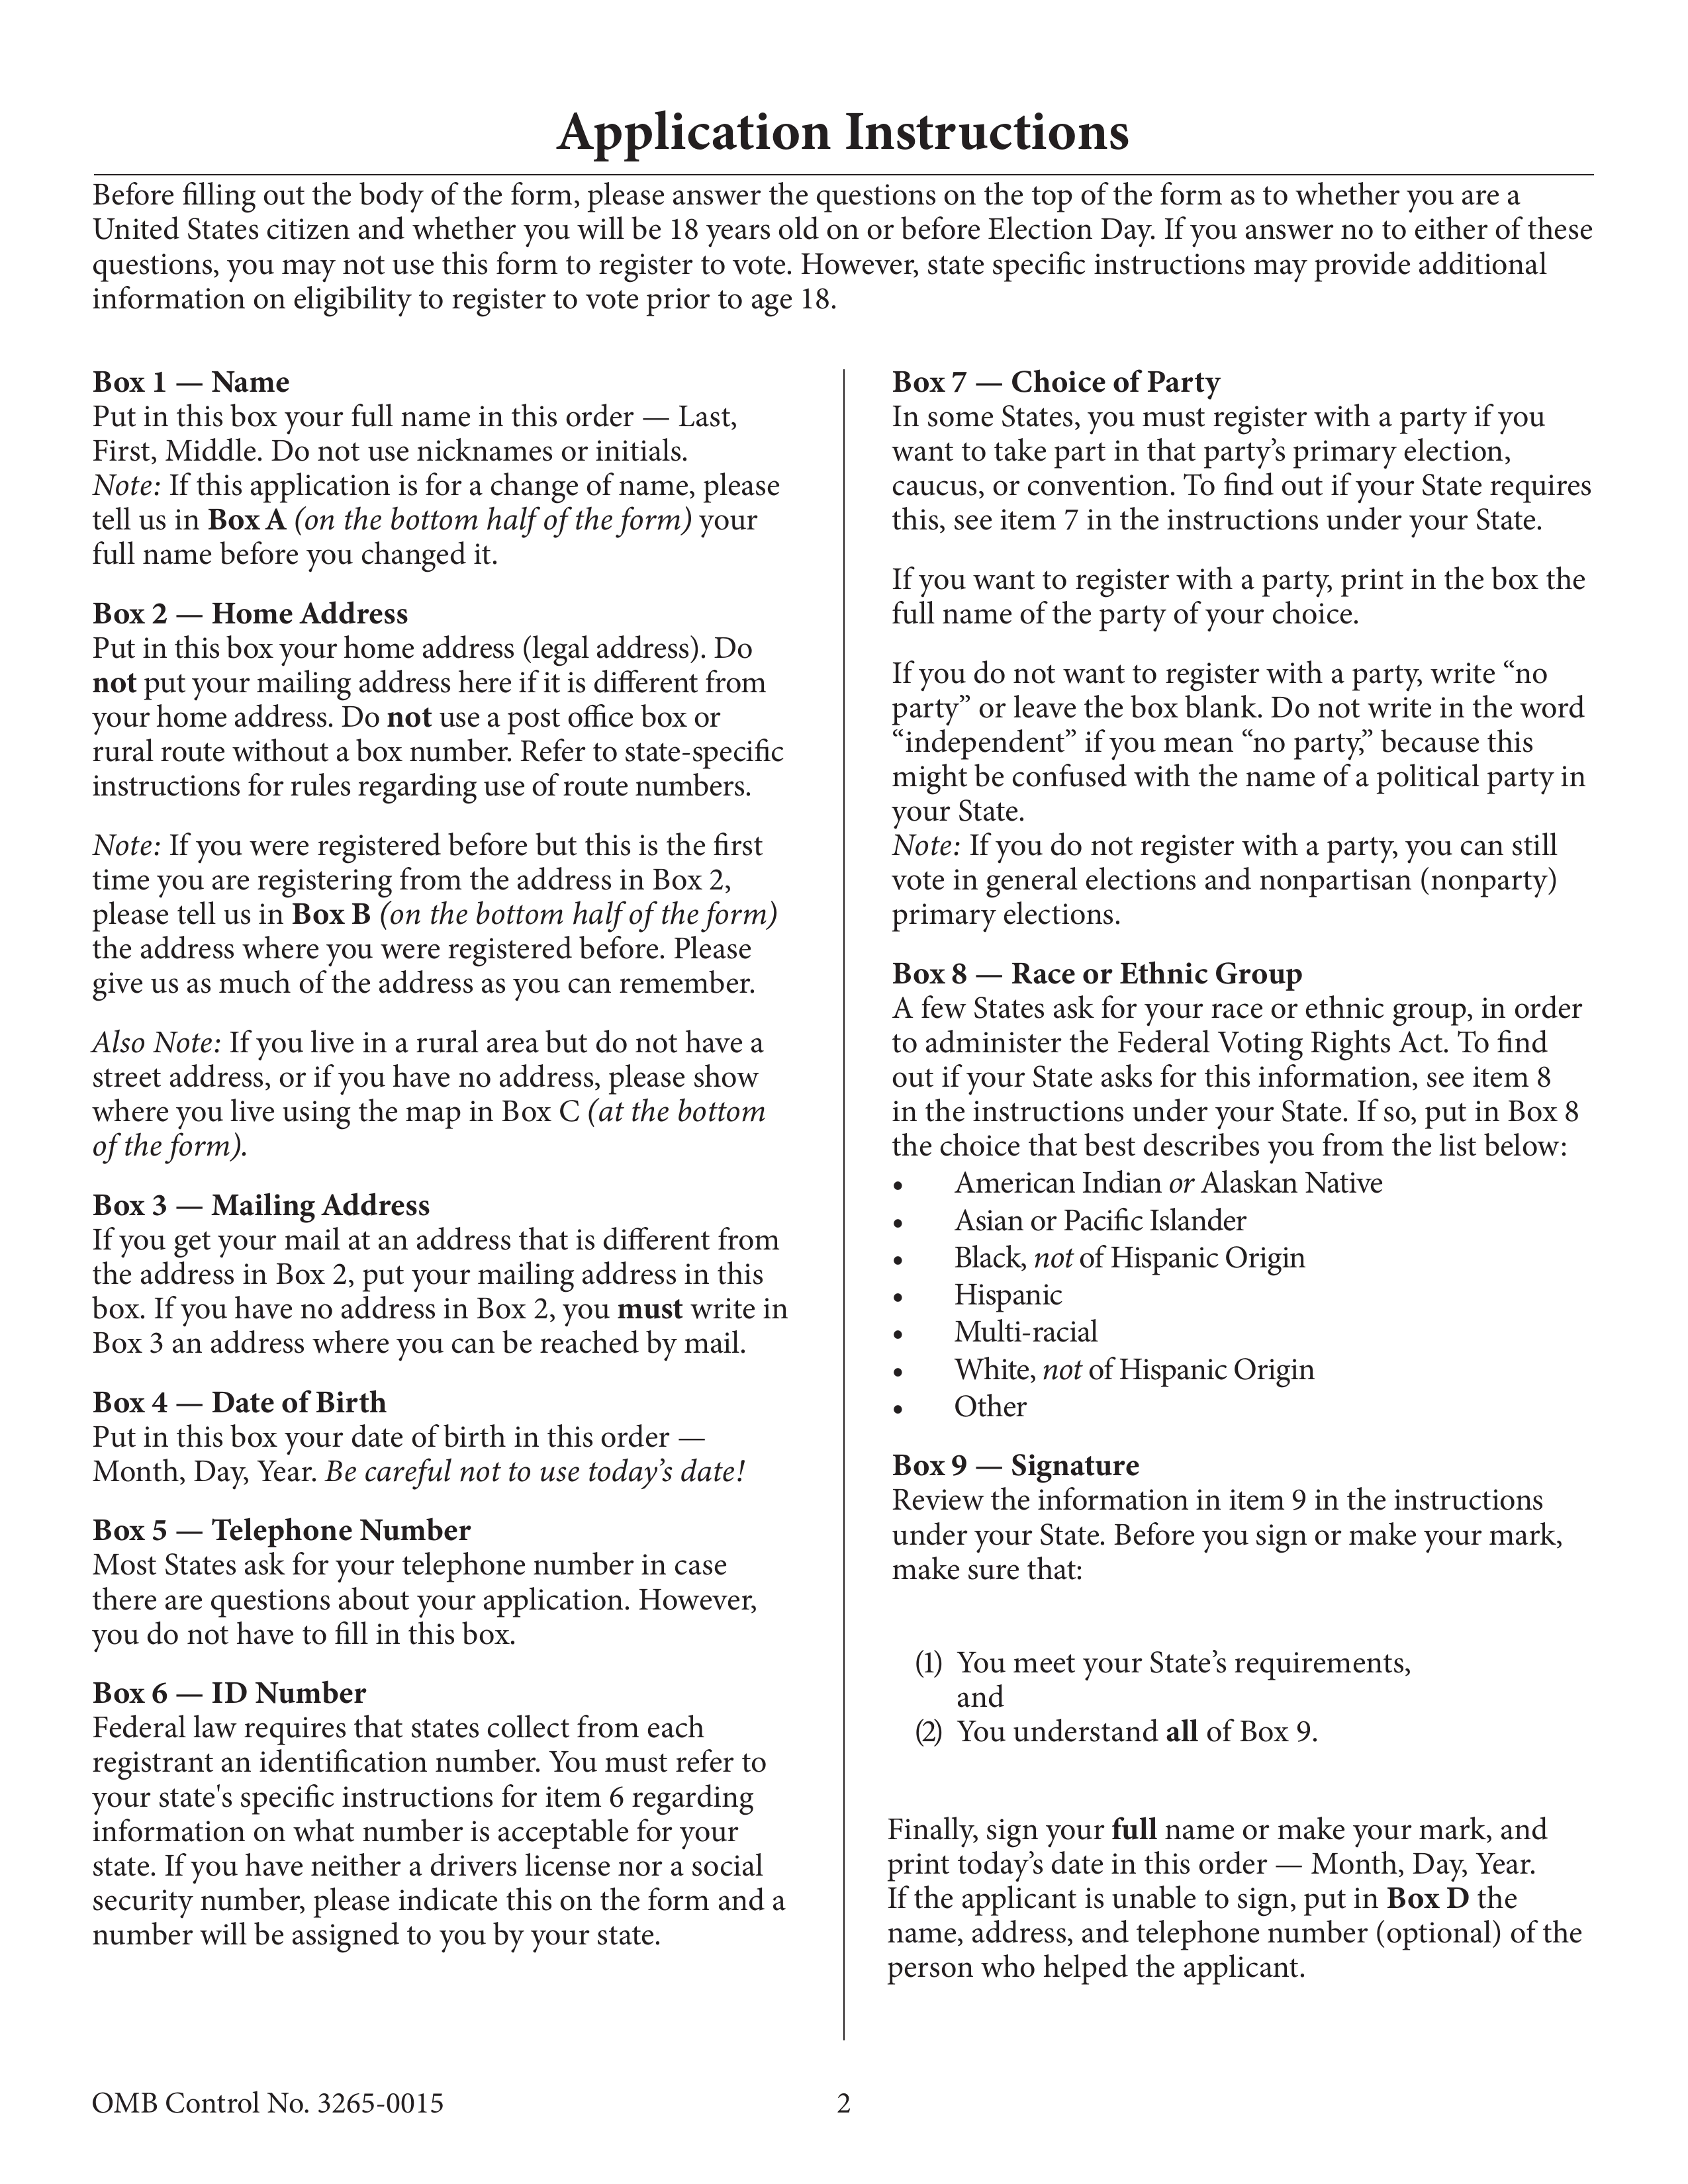 Application Instructions
Before filling out the body of the form, please answer the questions on the top of the form as to whether you are a
United States citizen and whether you will be 18 years old on or before Election Day. If you answer no to either of these
questions, you may not use this form to register to vote. However, state specific instructions may provide additional
information on eligibility to register to vote prior to age 18.
Box 1 — Name
Put in this box your full name in this order — Last,
First, Middle. Do not use nicknames or initials.
Note: If this application is for a change of name, please
tell us in Box A (on the bottom half of the form) your
full name before you changed it.
Box 2 — Home Address
Put in this box your home address (legal address). Do
not put your mailing address here if it is different from
your home address. Do not use a post office box or
rural route without a box number. Refer to state-specific
instructions for rules regarding use of route numbers.
Note: If you were registered before but this is the first
time you are registering from the address in Box 2,
please tell us in Box B (on the bottom half of the form)
the address where you were registered before. Please
give us as much of the address as you can remember.
Also Note: If you live in a rural area but do not have a
street address, or if you have no address, please show
where you live using the map in Box C (at the bottom
of the form).
Box 3 — Mailing Address
If you get your mail at an address that is different from
the address in Box 2, put your mailing address in this
box. If you have no address in Box 2, you must write in
Box 3 an address where you can be reached by mail.
Box 4 — Date of Birth
Put in this box your date of birth in this order —
Month, Day, Year. Be careful not to use today’s date!
Box 5 — Telephone Number
Most States ask for your telephone number in case
there are questions about your application. However,
you do not have to fill in this box.
Box 6 — ID Number
Federal law requires that states collect from each
registrant an identification number. You must refer to
your state's specific instructions for item 6 regarding
information on what number is acceptable for your
state. If you have neither a drivers license nor a social
security number, please indicate this on the form and a
number will be assigned to you by your state.
Box 7 — Choice of Party
In some States, you must register with a party if you
want to take part in that party’s primary election,
caucus, or convention. To find out if your State requires
this, see item 7 in the instructions under your State.
If you want to register with a party, print in the box the
full name of the party of your choice.
If you do not want to register with a party, write “no
party” or leave the box blank. Do not write in the word
“independent” if you mean “no party,” because this
might be confused with the name of a political party in
your State.
Note: If you do not register with a party, you can still
vote in general elections and nonpartisan (nonparty)
primary elections.
Box 8 — Race or Ethnic Group
A few States ask for your race or ethnic group, in order
to administer the Federal Voting Rights Act. To find
out if your State asks for this information, see item 8
in the instructions under your State. If so, put in Box 8
the choice that best describes you from the list below:
• American Indian or Alaskan Native
• Asian or Pacific Islander
• Black, not of Hispanic Origin
• Hispanic
• Multi-racial
• White, not of Hispanic Origin
• Other
Box 9 — Signature
Review the information in item 9 in the instructions
under your State. Before you sign or make your mark,
make sure that:
(1) You meet your State’s requirements,
and
(2) You understand all of Box 9.
Finally, sign your full name or make your mark, and
print today’s date in this order — Month, Day, Year.
If the applicant is unable to sign, put in Box D the
name, address, and telephone number (optional) of the
person who helped the applicant.
OMB Control No. 3265-0015
2